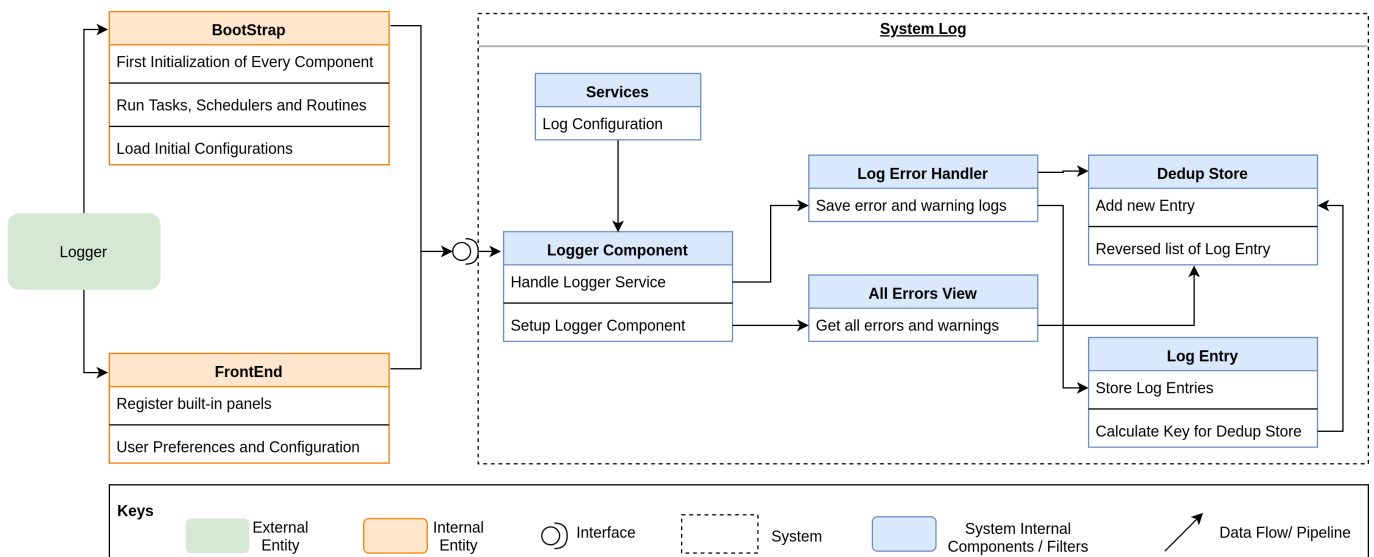 BootStrap
First Initialization of Every Component
Run Tasks, Schedulers and Routines
Load Initial Configurations
Logger
FrontEnd
Register built-in panels
User Preferences and Configuration
System Log
Services
Log Configuration
Logger Component
Handle Logger Service
Setup Logger Component
Log Error Handler
Save error and warning logs
All Errors View
Get all errors and warnings
Dedup Store
Add new Entry
Reversed list of Log Entry
Log Entry
Store Log Entries
Calculate Key for Dedup Store
Keys
External
Entity
Internal
Entity
Interface
System
System Internal
Components / Filters
Data Flow/ Pipeline